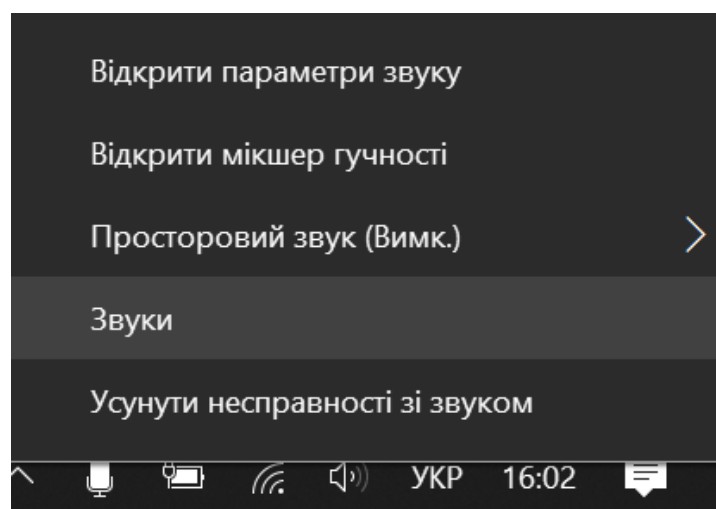 Відкрити параметри звуку
Відкрити мікшер гучності
Просторовий звук (Вимк.)
Звуки
Усунути несправності зі звуком
УКР 16:02